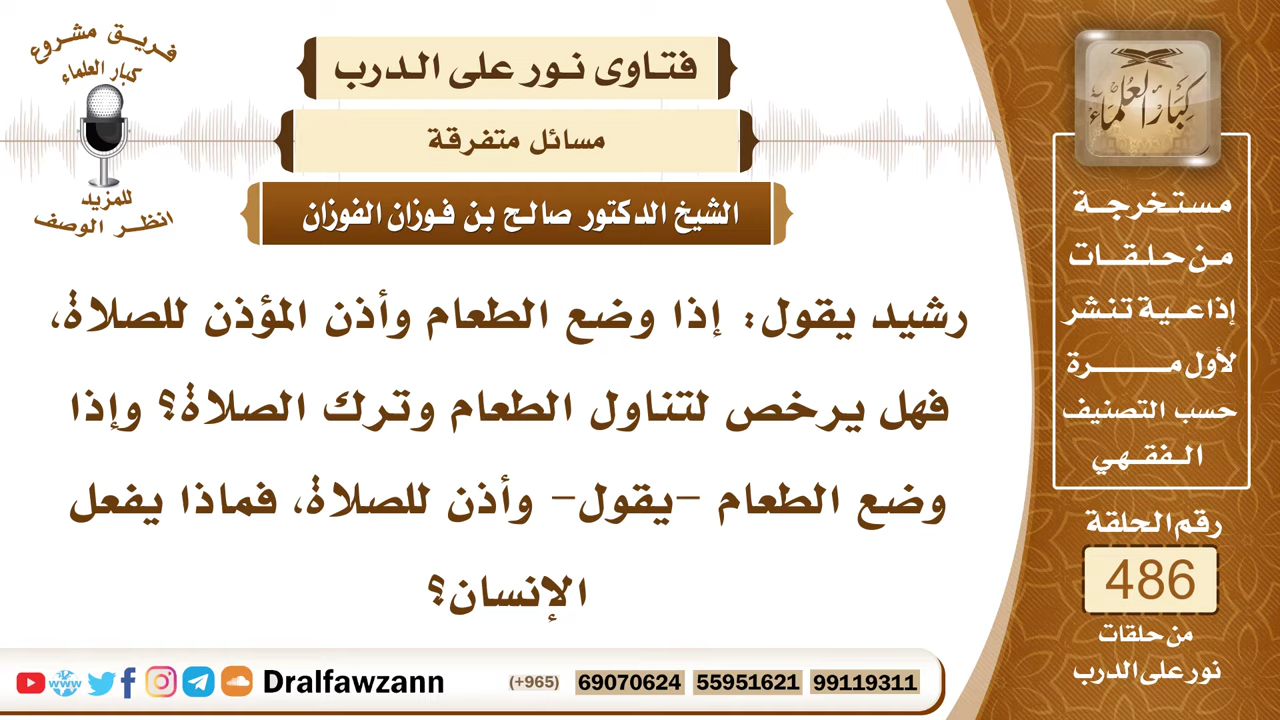 فريق مشروع
كبار العلماء
للمزيد
انظر الوصف
فتاوى نور على الدرب
مسائل متفرقة
الشيخ الدكتور صالح بن فوزان الفوزان
رشيد يقول: إذا وضع الطعام وأذن المؤذن للصلاة،
فهل يرخص لتناول الطعام وترك الصلاة؟ وإذا
وضع الطعام -يقول- وأذن للصلاة، فماذا يفعل
الإنسان؟
كبار العلماء
مستخرجة
من حلقات
إذاعية تنشر
لأول مرة
حسب التصنيف
الفقهي
رقم الحلقة
486
من حلقات
نور على الدرب
www
Dralfawzann
(+965) 69070624 55951621 99119311